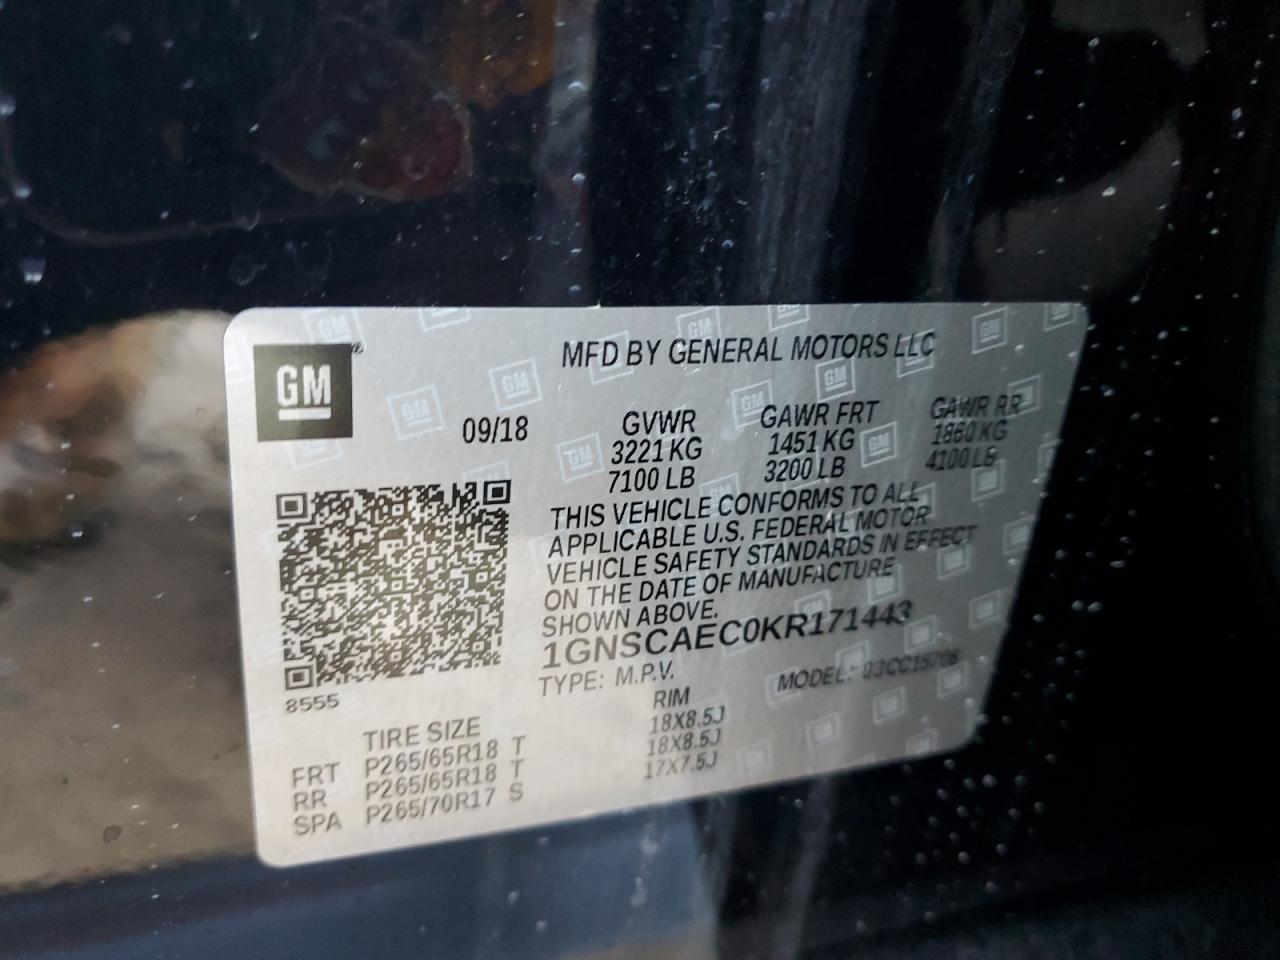 GM
MFD BY GENERAL MOTORS LLC
09/18
GVWR GAWR FRT GAWR RR
3221 KG 1451 KG 1860 KG
7100 LB 3200 LB 4100 LB
THIS VEHICLE CONFORMS TO ALL
APPLICABLE U.S. FEDERAL MOTOR
VEHICLE SAFETY STANDARDS IN EFFECT
ON THE DATE OF MANUFACTURE
SHOWN ABOVE.
1GNSCAEC0KR171443
TYPE: M.P.V. MODEL: 03CC15706
8555
TIRE SIZE RIM
FRT P265/65R18 T 18X8.5J
RR P265/65R18 T 18X8.5J
SPA P265/70R17 S 17X7.5J